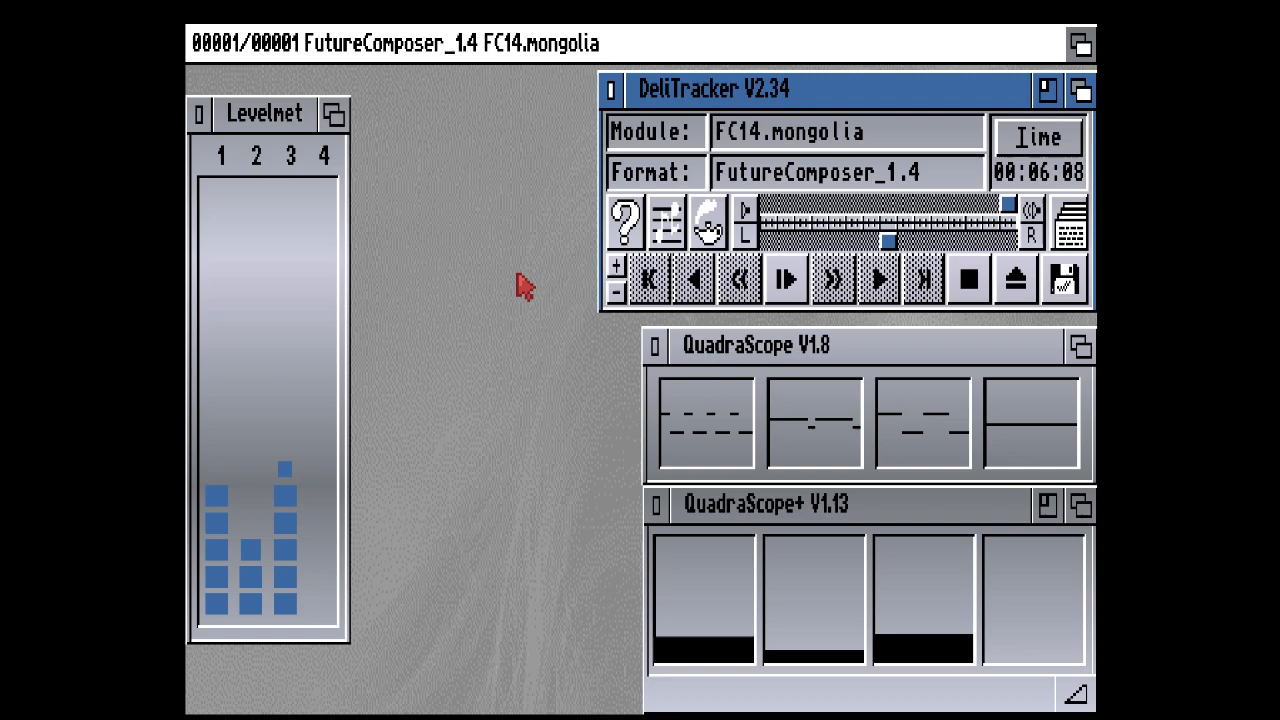 00001/00001 FutureComposer_1.4 FC14.mongolia
Levelmet
1 2 3 4
DeliTracker V2.34
Module: FC14.mongolia
Time
Format: FutureComposer_1.4
00:06:08
?
L R
+
-
QuadraScope V1.8
QuadraScope+ V1.13